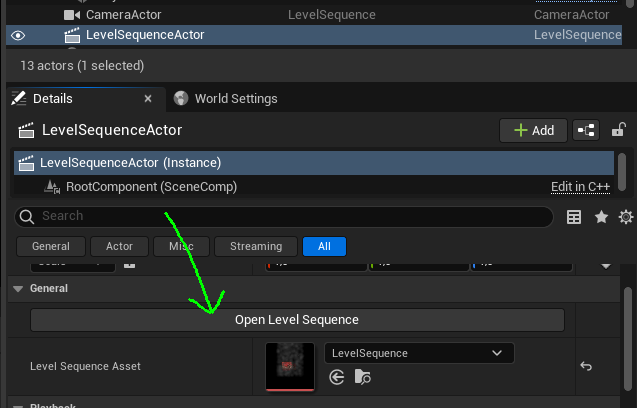 CameraActor LevelSequence CameraActor
LevelSequenceActor LevelSequence
13 actors (1 selected)
Details × World Settings
LevelSequenceActor + Add
LevelSequenceActor (Instance)
RootComponent (SceneComp) Edit in C++
Search
General Actor Misc Streaming All
General
Open Level Sequence
Level Sequence Asset LevelSequence